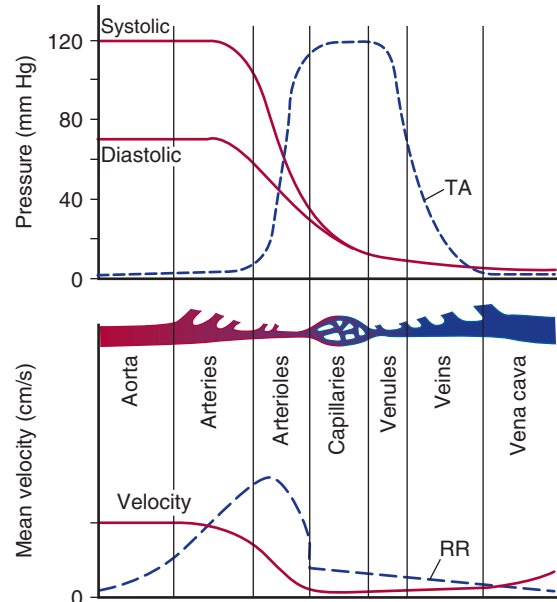 Systolic
Diastolic
TA
Pressure (mm Hg)
120
80
40
0
Aorta
Arteries
Arterioles
Capillaries
Venules
Veins
Vena cava
Velocity
RR
Mean velocity (cm/s)
0